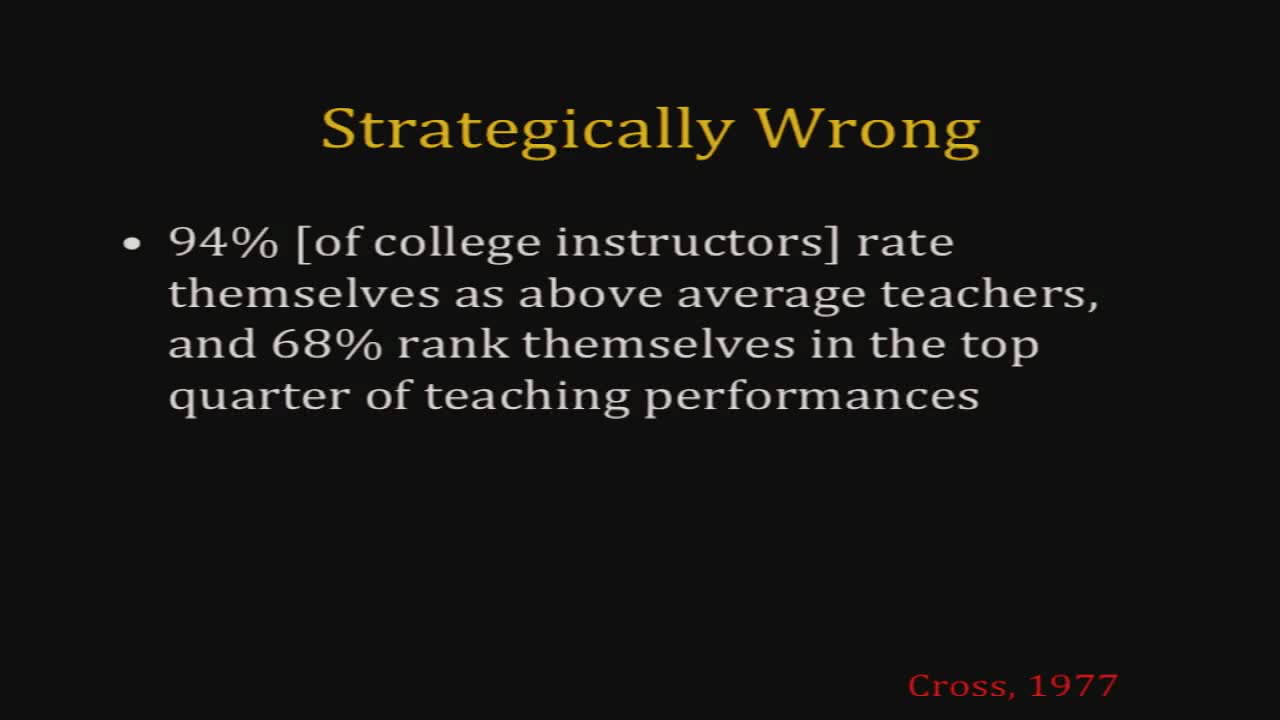 Strategically Wrong
• 94% [of college instructors] rate
themselves as above average teachers,
and 68% rank themselves in the top
quarter of teaching performances
Cross, 1977